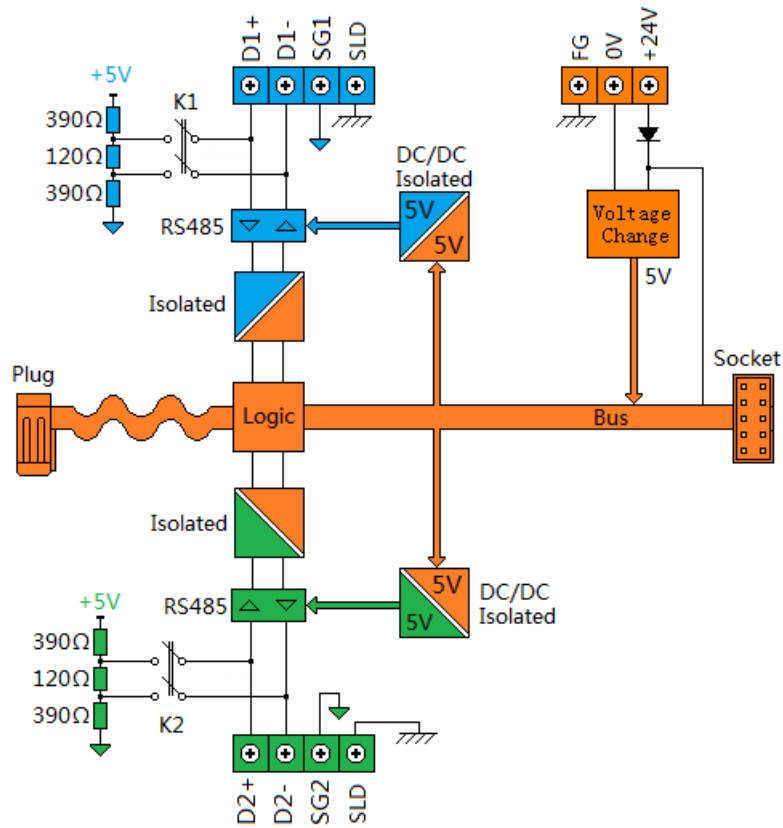 D1+ D1- SG1 SLD
FG 0V +24V
+5V
K1
390Ω
120Ω
390Ω
DC/DC
Isolated
5V
5V
RS485
Voltage
Change
5V
Isolated
Plug
Socket
Logic
Bus
Isolated
5V
5V
DC/DC
Isolated
RS485
+5V
390Ω
120Ω
390Ω
K2
D2+ D2- SG2 SLD